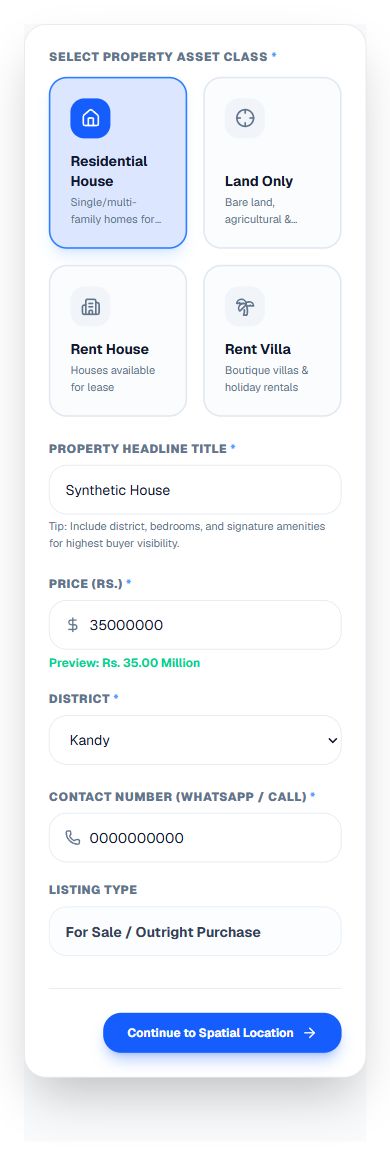 SELECT PROPERTY ASSET CLASS *
Residential
House
Single/multi-
family homes for...
Land Only
Bare land,
agricultural &...
Rent House
Houses available
for lease
Rent Villa
Boutique villas &
holiday rentals
PROPERTY HEADLINE TITLE *
Synthetic House
Tip: Include district, bedrooms, and signature amenities
for highest buyer visibility.
PRICE (RS.) *
$ 35000000
Preview: Rs. 35.00 Million
DISTRICT *
Kandy
CONTACT NUMBER (WHATSAPP / CALL) *
0000000000
LISTING TYPE
For Sale / Outright Purchase
Continue to Spatial Location →